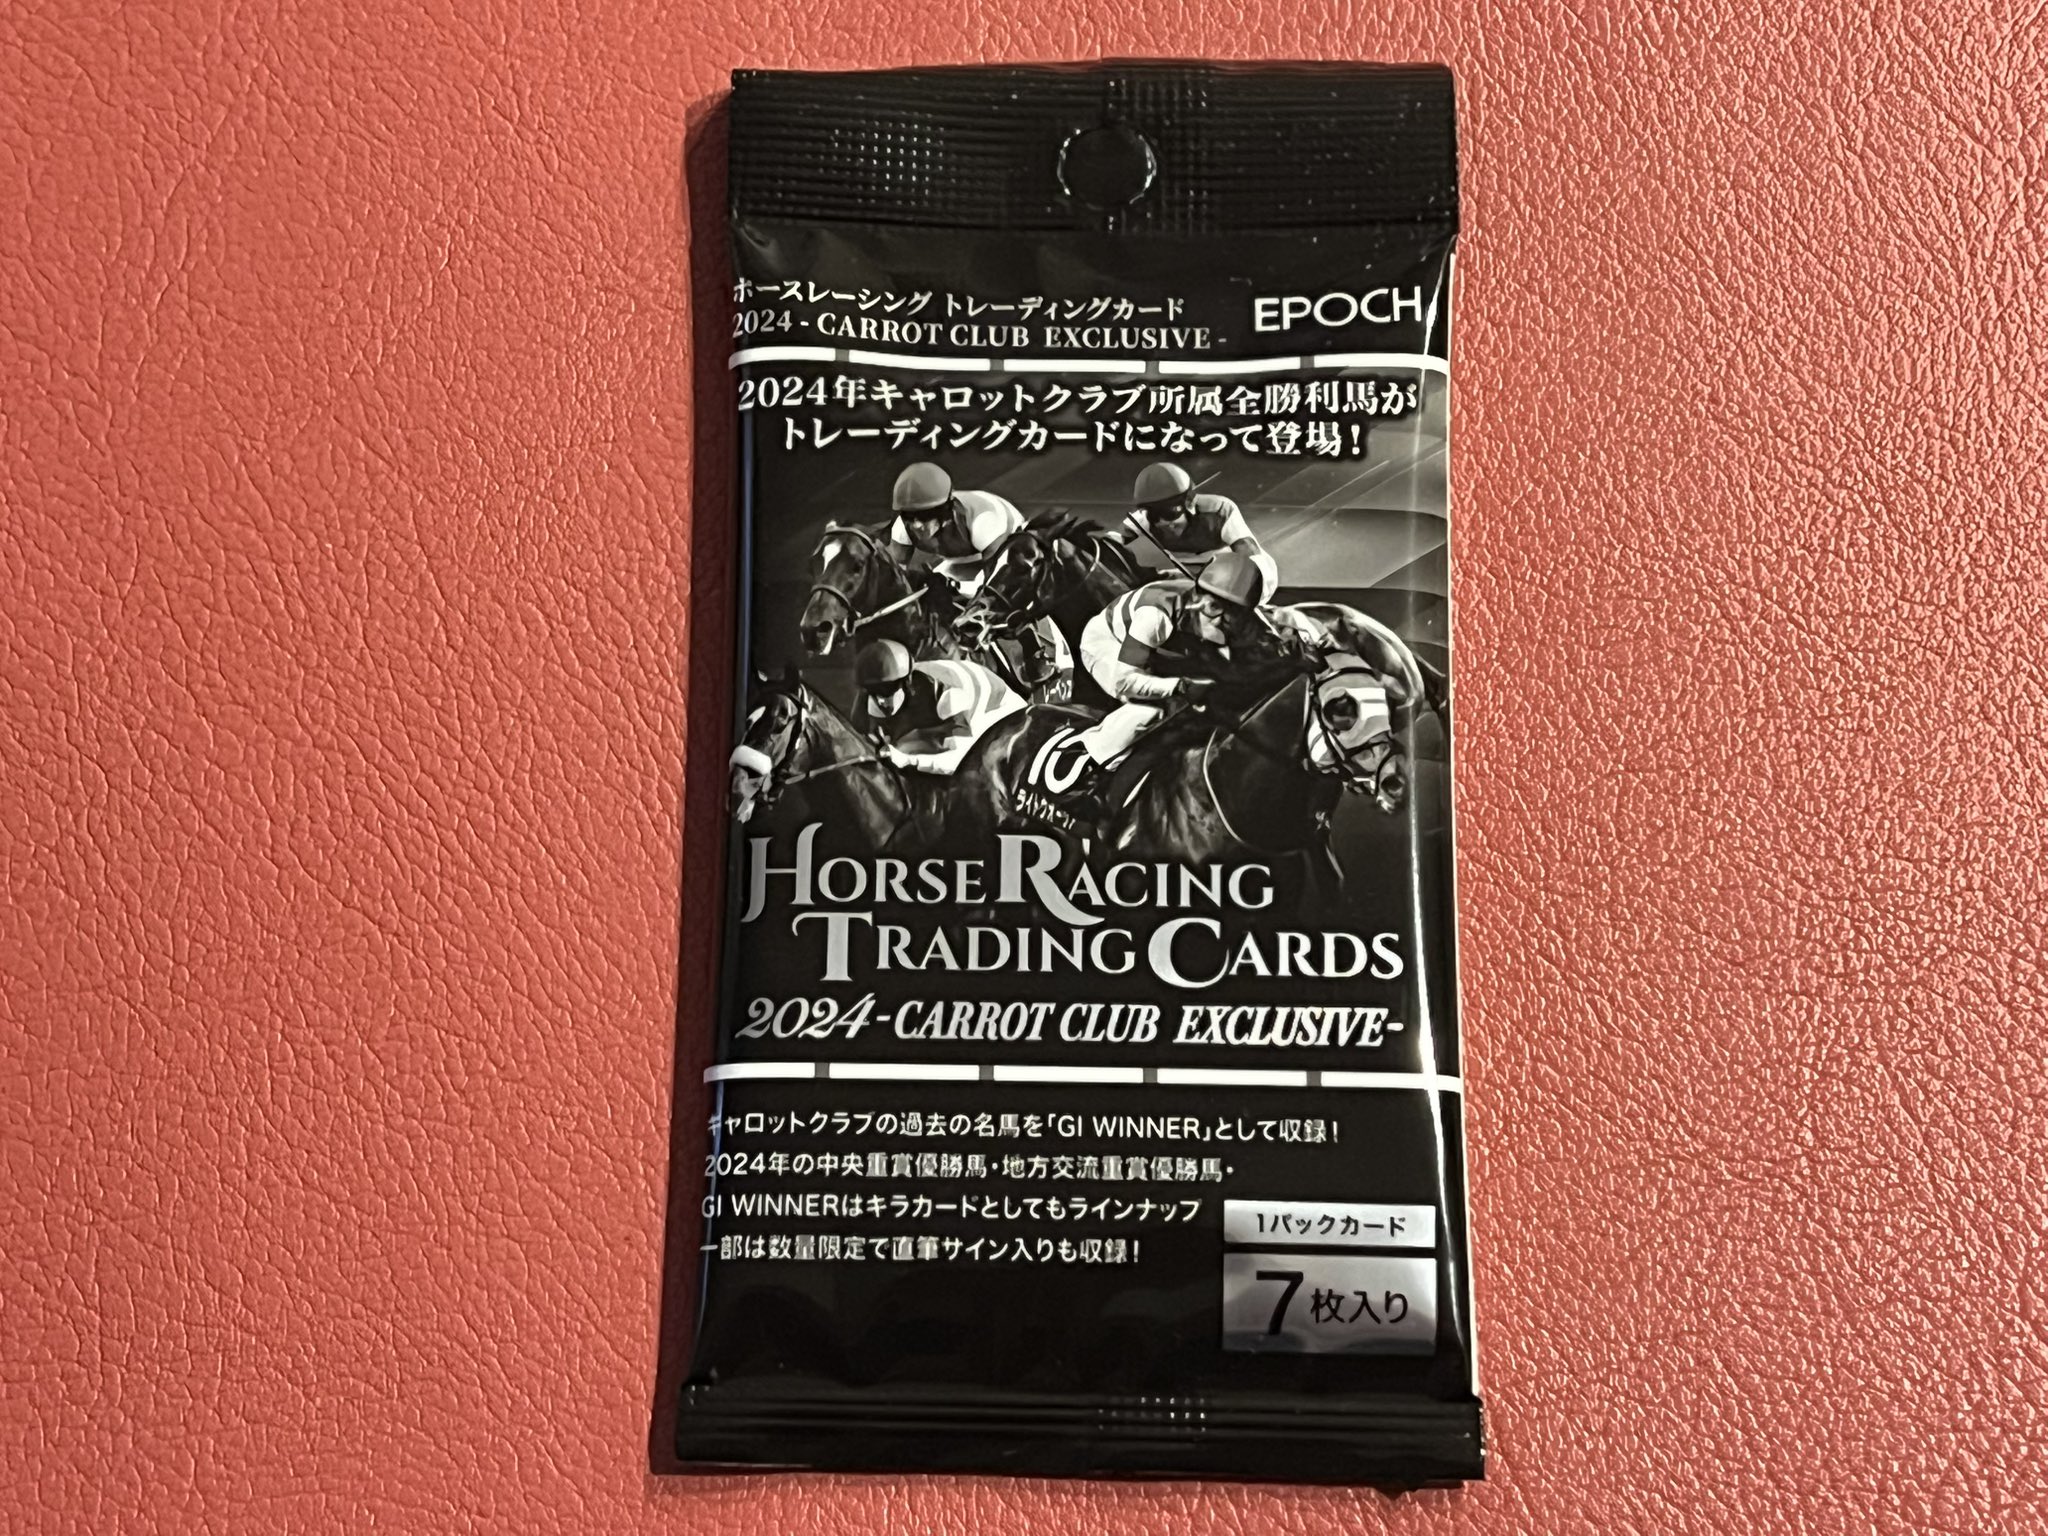 ホースレーシング トレーディングカード
2024 - CARROT CLUB EXCLUSIVE -
EPOCH
2024年キャロットクラブ所属全勝利馬が
トレーディングカードになって登場！
10
HORSE RACING
TRADING CARDS
2024 -CARROT CLUB EXCLUSIVE-
キャロットクラブの過去の名馬を「GI WINNER」として収録！
2024年の中央重賞優勝馬・地方交流重賞優勝馬・
GI WINNERはキラカードとしてもラインナップ
一部は数量限定で直筆サイン入りも収録！
1パックカード
7枚入り